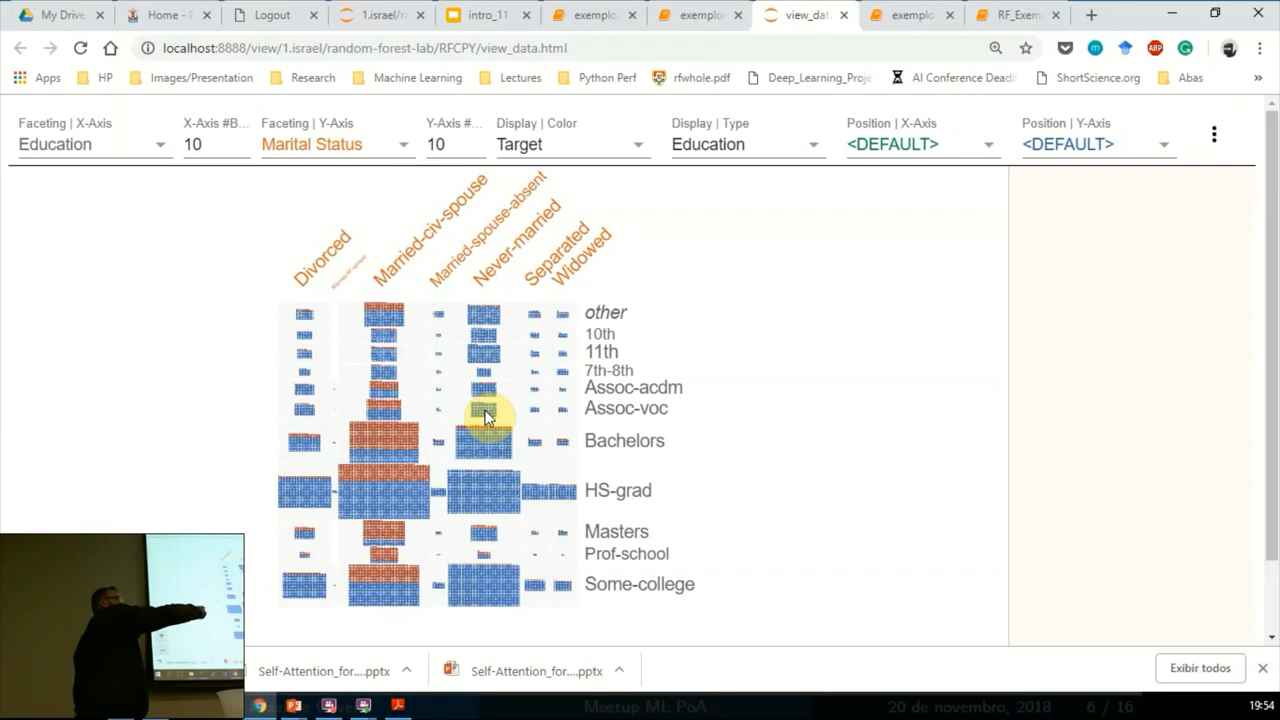 My Drive
Home -
Logout
1.israel/ra
intro_11
exemplo
exemplo
view_data
exemplo
RF_Exem
localhost:8888/view/1.israel/random-forest-lab/RFCPY/view_data.html
Apps
HP
Images/Presentation
Research
Machine Learning
Lectures
Python Perf
rfwhole.pdf
Deep_Learning_Proj
AI Conference Deadl
ShortScience.org
Abas
»
Faceting | X-Axis
X-Axis #B...
Faceting | Y-Axis
Y-Axis #...
Display | Color
Display | Type
Position | X-Axis
Position | Y-Axis
Education
10
Marital Status
10
Target
Education
<DEFAULT>
<DEFAULT>
Divorced
Married-civ-spouse
Married-spouse-absent
Never-married
Separated
Widowed
other
10th
11th
7th-8th
Assoc-acdm
Assoc-voc
Bachelors
HS-grad
Masters
Prof-school
Some-college
Self-Attention_for....pptx
Self-Attention_for....pptx
Exibir todos
Meetup ML PoA
20 de novembro, 2018
6 / 16
19:54